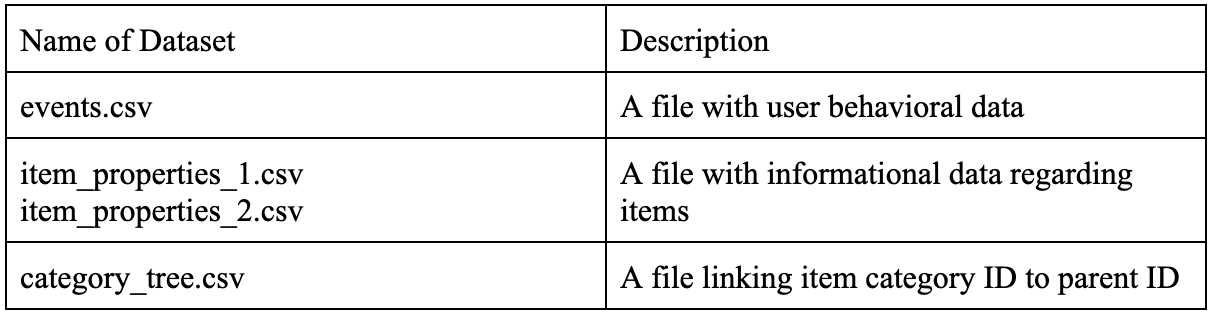 Name of Dataset
Description
events.csv
A file with user behavioral data
item_properties_1.csv
item_properties_2.csv
A file with informational data regarding
items
category_tree.csv
A file linking item category ID to parent ID